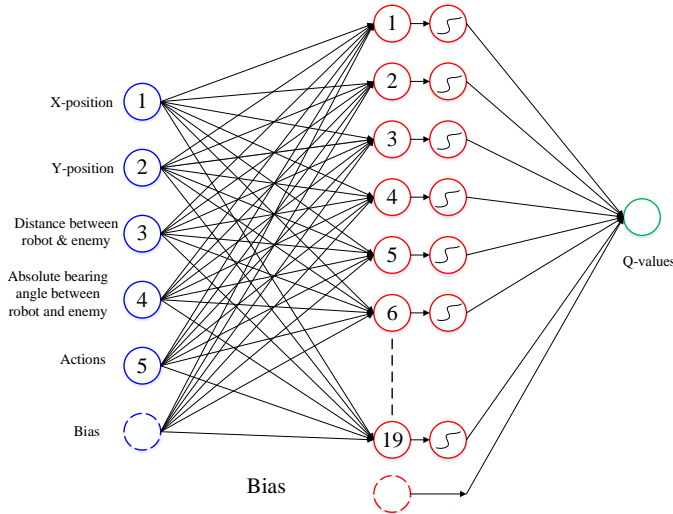 X-position
1
Y-position
2
Distance between
robot & enemy
3
Absolute bearing
angle between
robot and enemy
4
Actions
5
Bias
1
2
3
4
5
6
19
Bias
Q-values